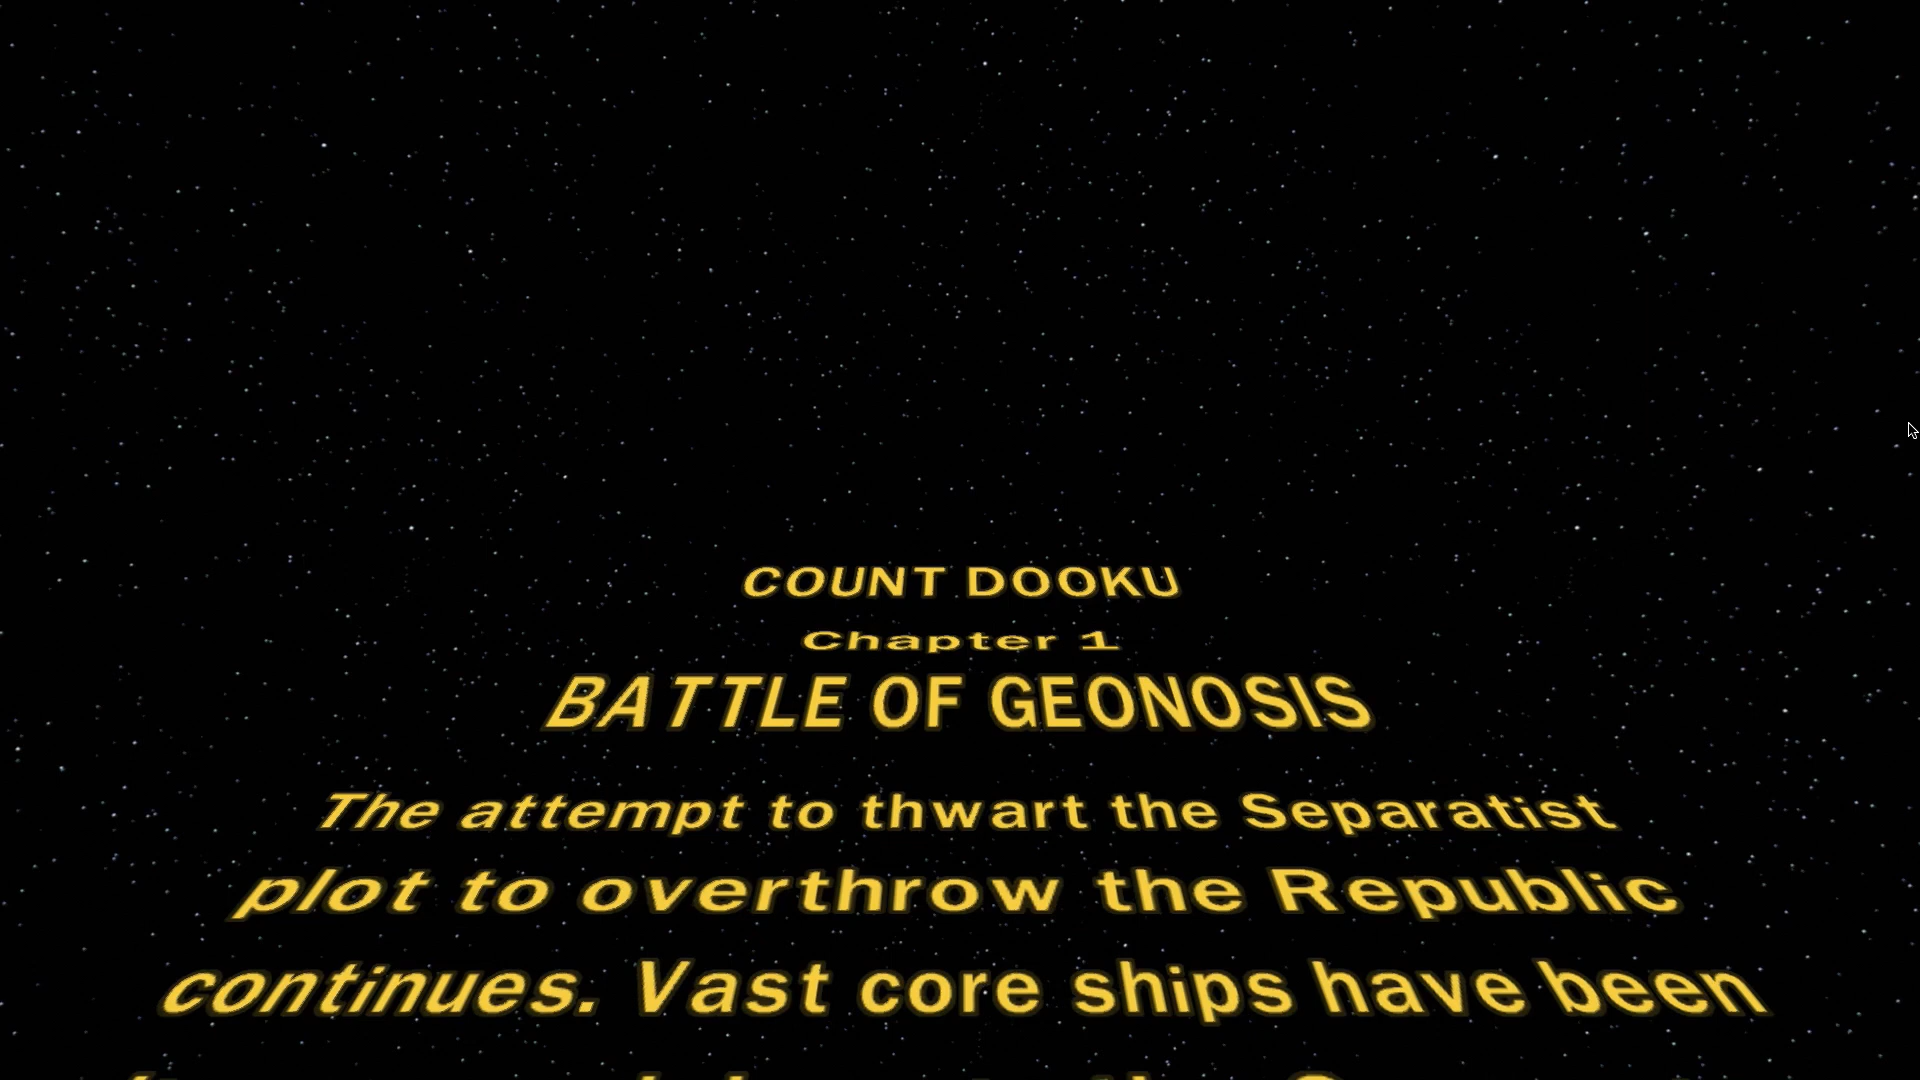 COUNT DOOKU
Chapter 1
BATTLE OF GEONOSIS
The attempt to thwart the Separatist
plot to overthrow the Republic
continues. Vast core ships have been